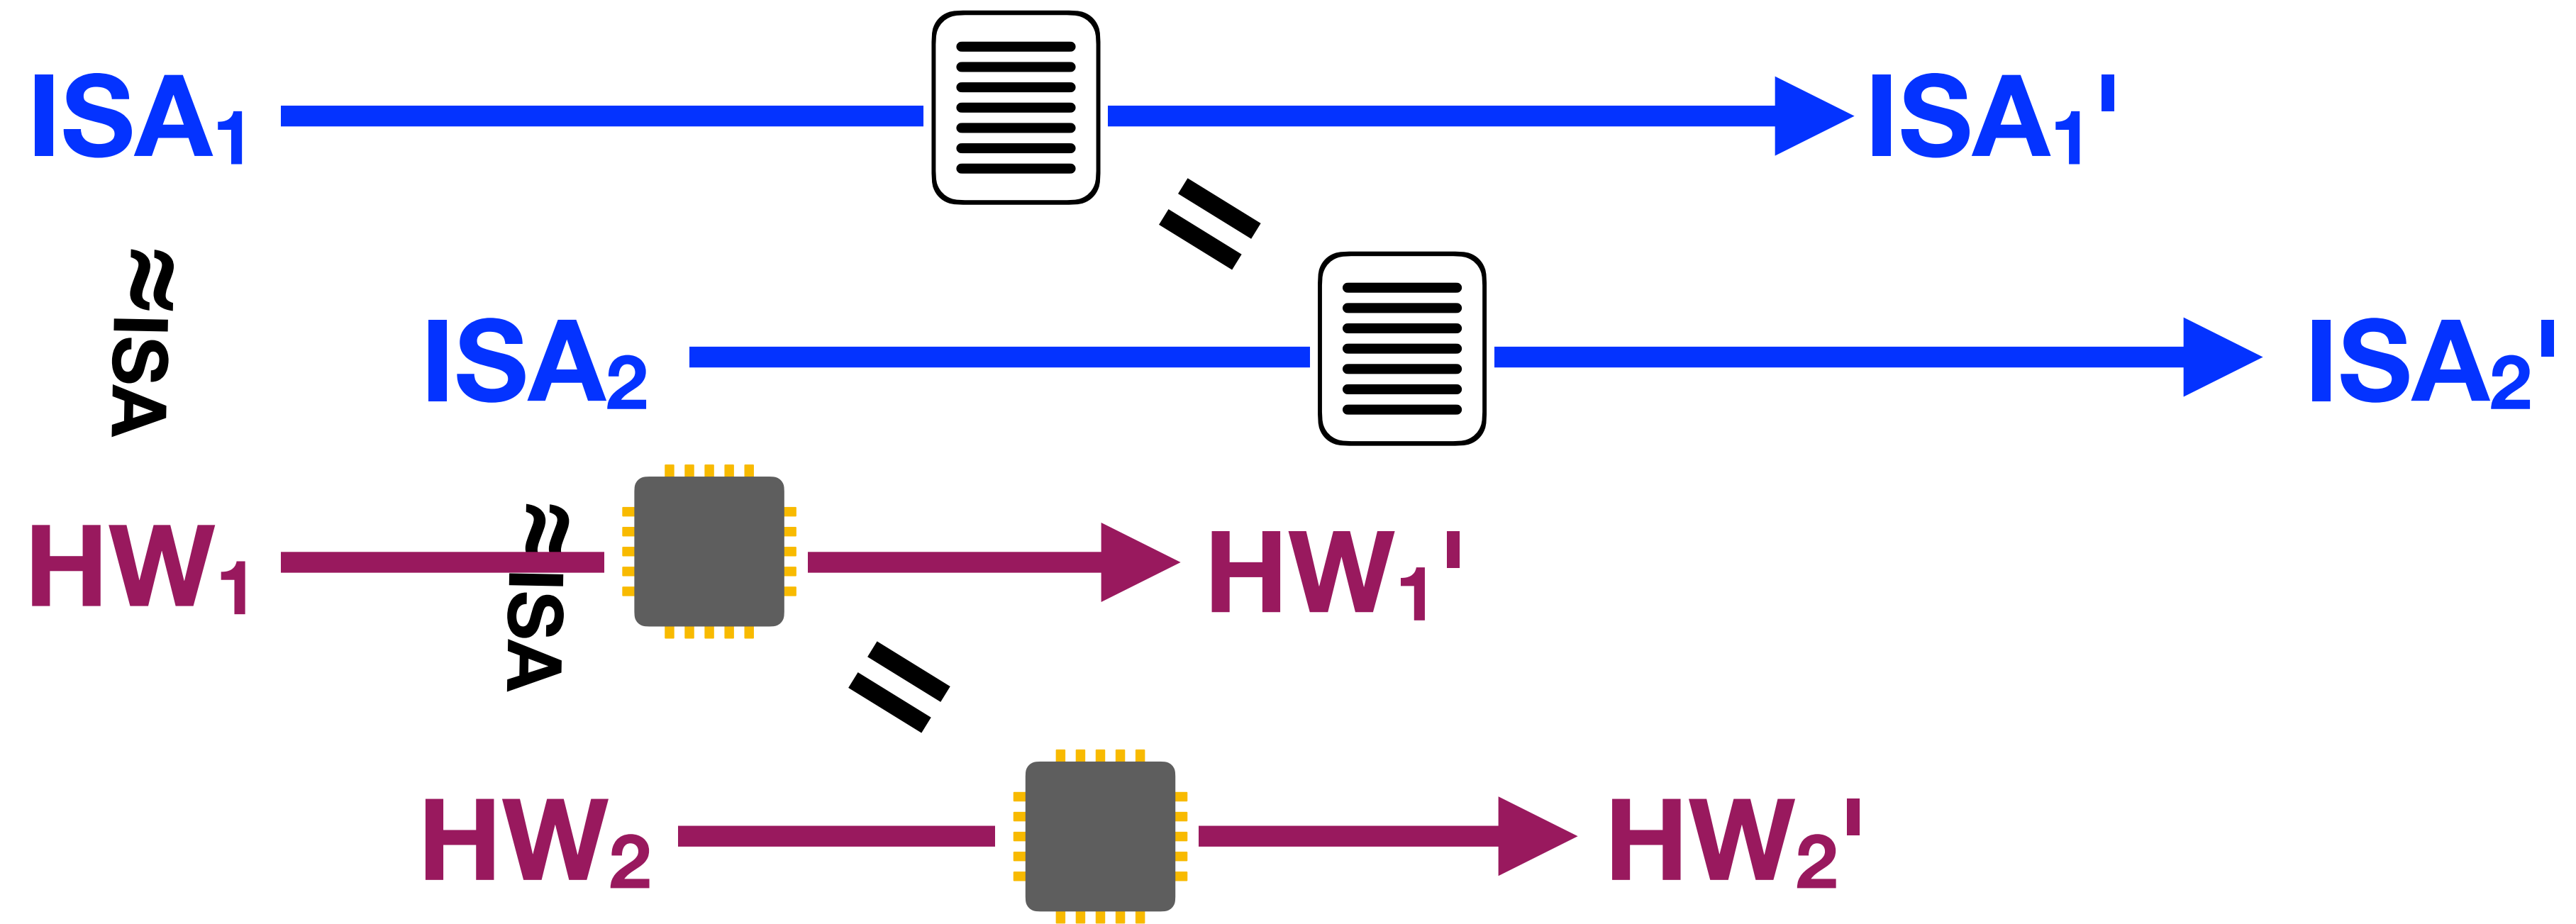 ISA₁ ISA₁'
≈ISA
ISA₂ ISA₂'
=
HW₁ HW₁'
≈ISA
=
HW₂ HW₂'